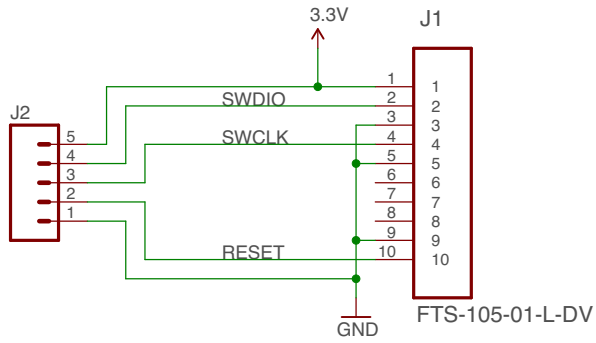 3.3V
J1
J2
SWDIO
SWCLK
RESET
5
4
3
2
1
1 1
2 2
3 3
4 4
5 5
6 6
7 7
8 8
9 9
10 10
GND
FTS-105-01-L-DV